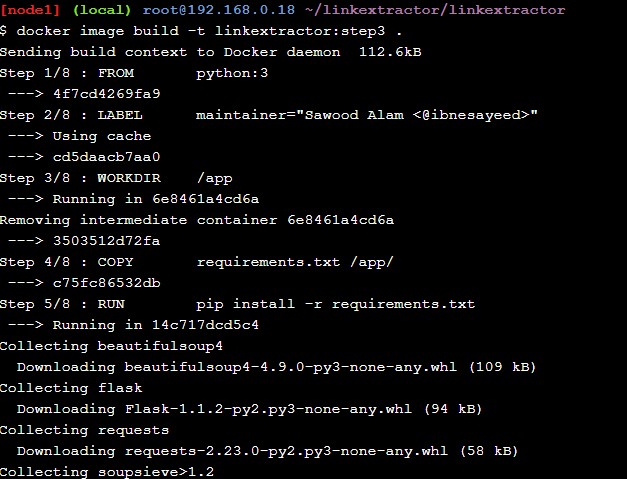 [node1] (local) root@192.168.0.18 ~/linkextractor/linkextractor
$ docker image build -t linkextractor:step3 .
Sending build context to Docker daemon  112.6kB
Step 1/8 : FROM       python:3
 ---> 4f7cd4269fa9
Step 2/8 : LABEL      maintainer="Sawood Alam <@ibnesayeed>"
 ---> Using cache
 ---> cd5daacb7aa0
Step 3/8 : WORKDIR    /app
 ---> Running in 6e8461a4cd6a
Removing intermediate container 6e8461a4cd6a
 ---> 3503512d72fa
Step 4/8 : COPY       requirements.txt /app/
 ---> c75fc86532db
Step 5/8 : RUN        pip install -r requirements.txt
 ---> Running in 14c717dcd5c4
Collecting beautifulsoup4
  Downloading beautifulsoup4-4.9.0-py3-none-any.whl (109 kB)
Collecting flask
  Downloading Flask-1.1.2-py2.py3-none-any.whl (94 kB)
Collecting requests
  Downloading requests-2.23.0-py2.py3-none-any.whl (58 kB)
Collecting soupsieve>1.2